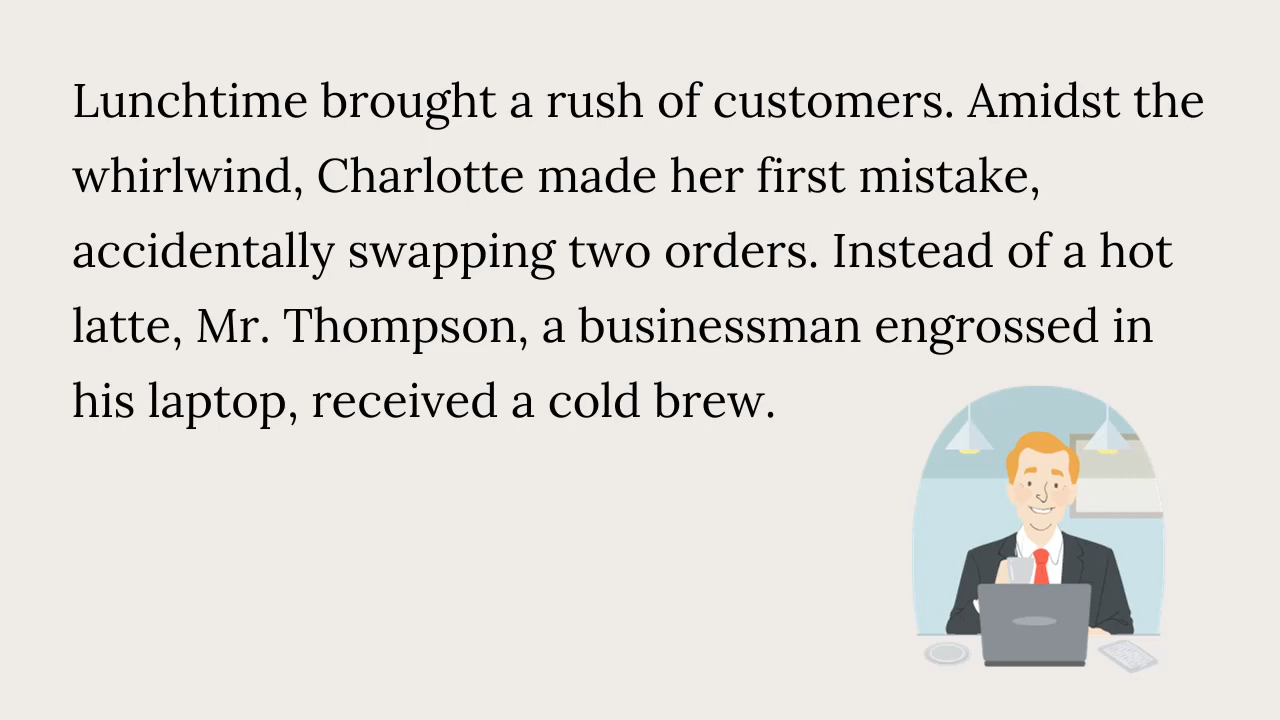 Lunchtime brought a rush of customers. Amidst the
whirlwind, Charlotte made her first mistake,
accidentally swapping two orders. Instead of a hot
latte, Mr. Thompson, a businessman engrossed in
his laptop, received a cold brew.